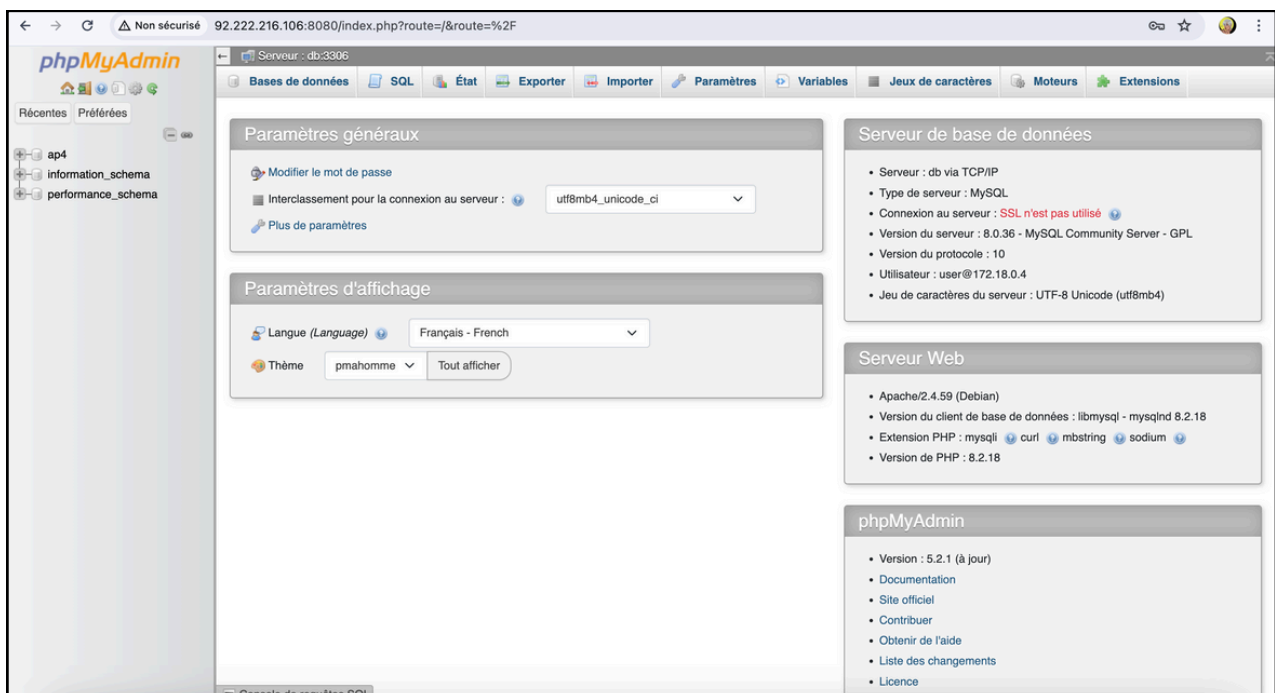 Non sécurisé 92.222.216.106:8080/index.php?route=/&route=%2F
phpMyAdmin
Récentes Préférées
ap4
information_schema
performance_schema
Serveur : db:3306
Bases de données SQL État Exporter Importer Paramètres Variables Jeux de caractères Moteurs Extensions
Paramètres généraux
Modifier le mot de passe
Interclassement pour la connexion au serveur : utf8mb4_unicode_ci
Plus de paramètres
Paramètres d'affichage
Langue (Language) Français - French
Thème pmahomme Tout afficher
Serveur de base de données
• Serveur : db via TCP/IP
• Type de serveur : MySQL
• Connexion au serveur : SSL n'est pas utilisé
• Version du serveur : 8.0.36 - MySQL Community Server - GPL
• Version du protocole : 10
• Utilisateur : user@172.18.0.4
• Jeu de caractères du serveur : UTF-8 Unicode (utf8mb4)
Serveur Web
• Apache/2.4.59 (Debian)
• Version du client de base de données : libmysql - mysqlnd 8.2.18
• Extension PHP : mysqli curl mbstring sodium
• Version de PHP : 8.2.18
phpMyAdmin
• Version : 5.2.1 (à jour)
• Documentation
• Site officiel
• Contribuer
• Obtenir de l'aide
• Liste des changements
• Licence
Console de requêtes SQL